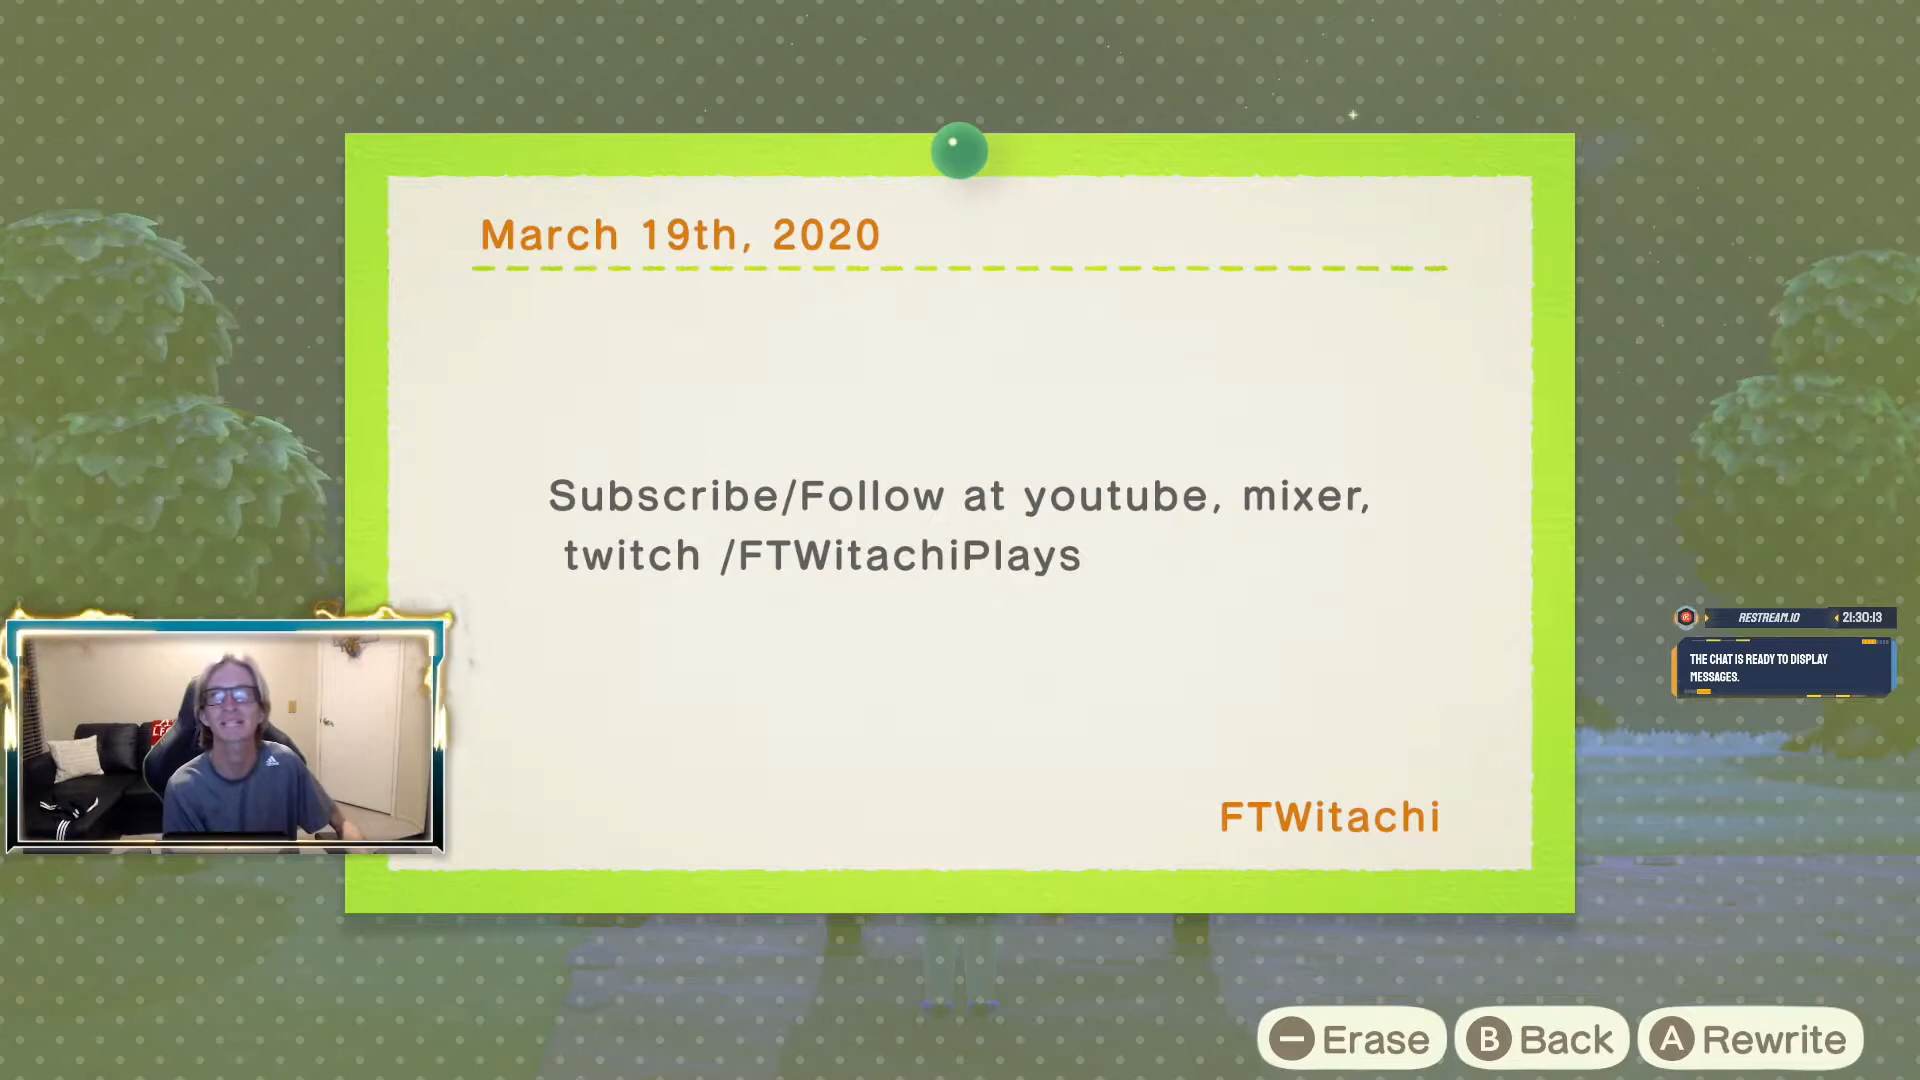 March 19th, 2020
Subscribe/Follow at youtube, mixer,
twitch /FTWitachiPlays
FTWitachi
RESTREAM.IO 21:30:13
THE CHAT IS READY TO DISPLAY
MESSAGES.
- Erase B Back A Rewrite